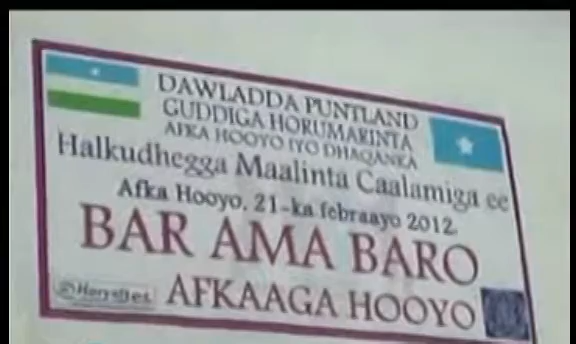 DAWLADDA PUNTLAND
GUDDIGA HORUMARINTA
AFKA HOOYO IYO DHAQANKA
Halkudhegga Maalinta Caalamiga ee
Afka Hooyo, 21-ka febraayo 2012.
BAR AMA BARO
AFKAAGA HOOYO